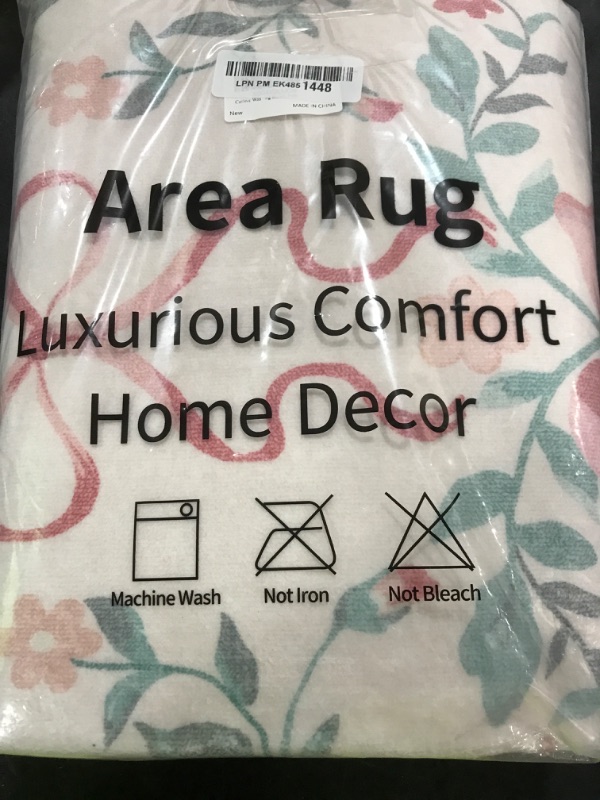 LPN PM EK485 1448
MADE IN CHINA
New
Area Rug
Luxurious Comfort
Home Decor
Machine Wash Not Iron Not Bleach